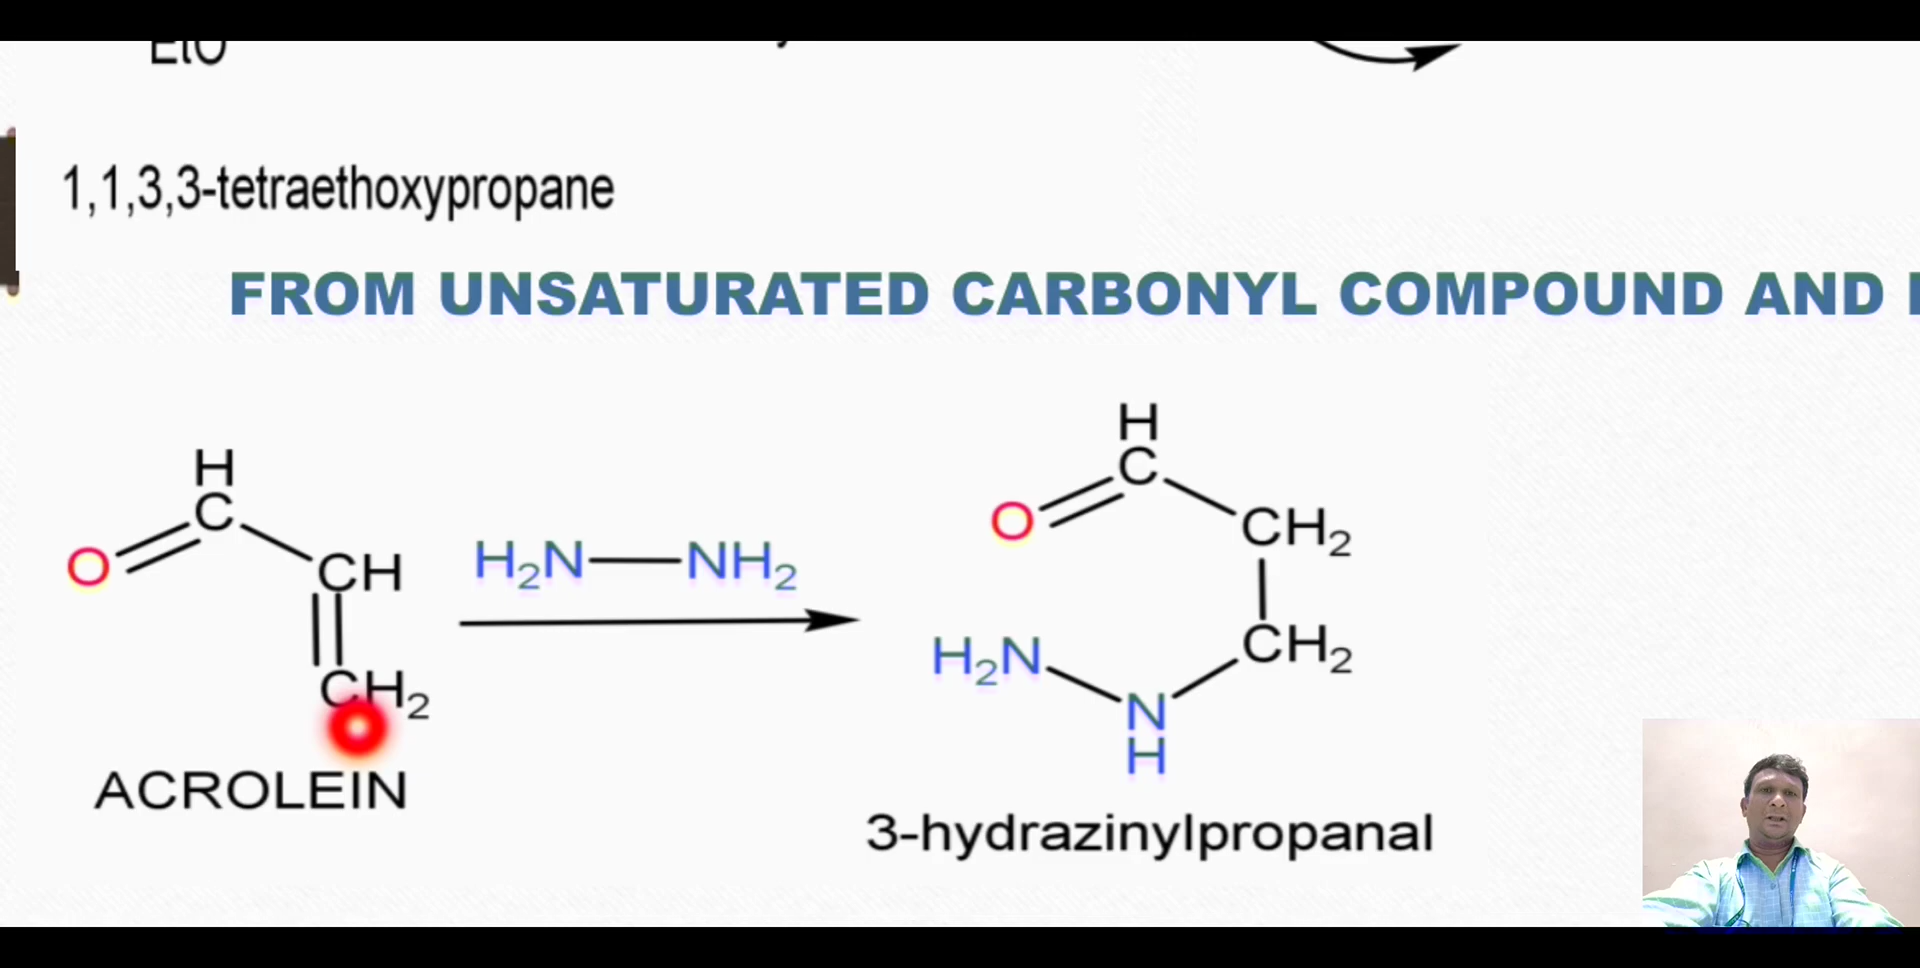 EtO
1,1,3,3-tetraethoxypropane
FROM UNSATURATED CARBONYL COMPOUND AND
H
C
O
CH
CH2
H2N—NH2
ACROLEIN
H
C
O
CH2
CH2
H2N
N
H
3-hydrazinylpropanal